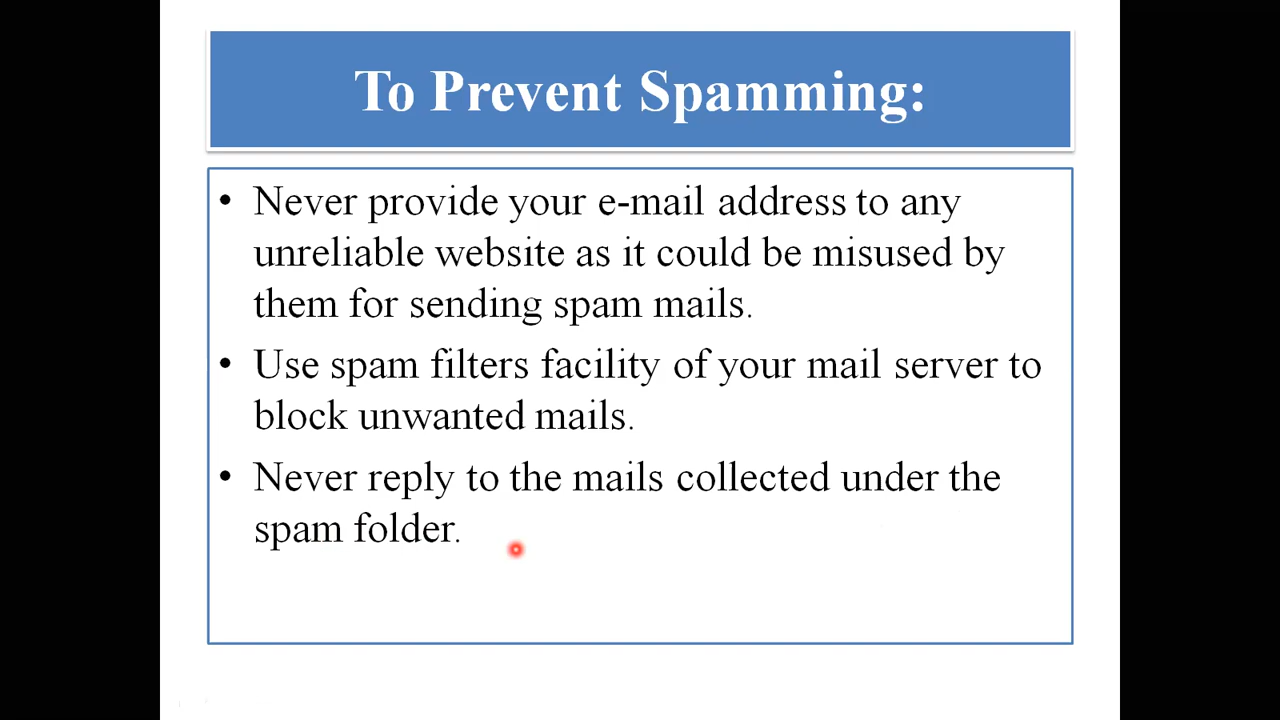 To Prevent Spamming:
• Never provide your e-mail address to any
unreliable website as it could be misused by
them for sending spam mails.
• Use spam filters facility of your mail server to
block unwanted mails.
• Never reply to the mails collected under the
spam folder.